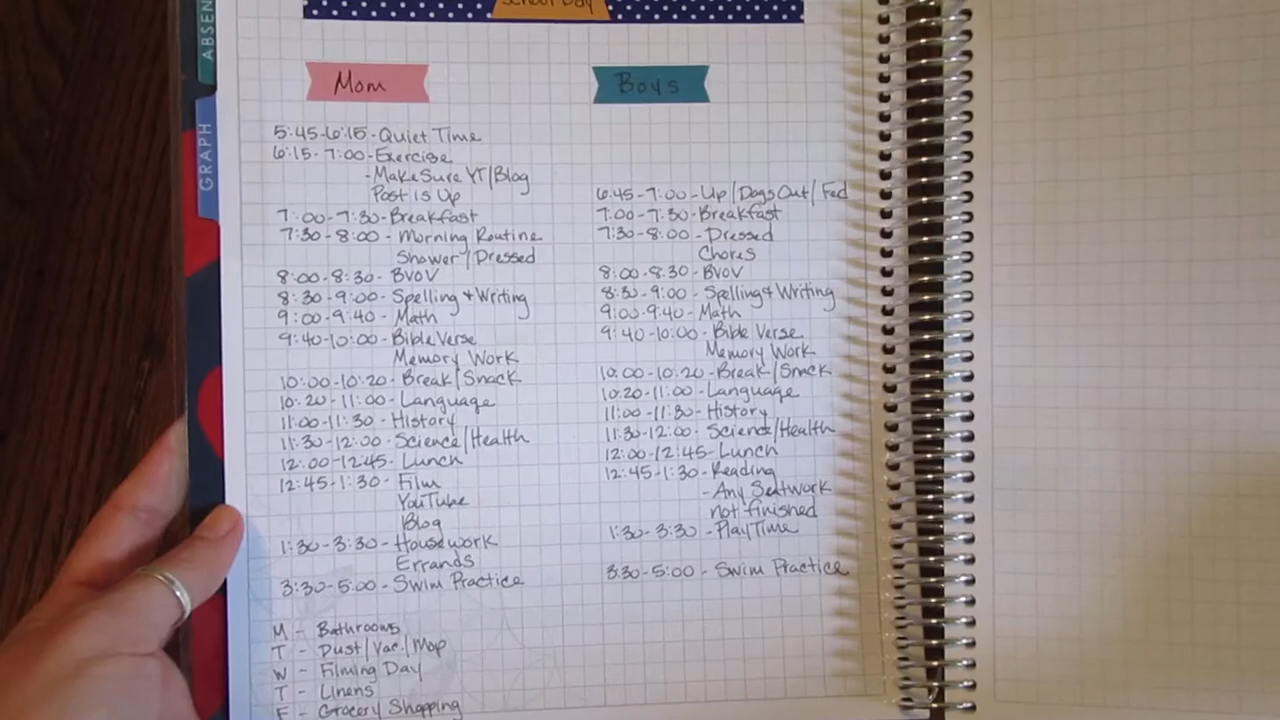 School Day
ABSEN
GRAPH
Mom
5:45-6:15 - Quiet Time
6:15 - 7:00 - Exercise
- Make Sure YT/Blog
Post is Up
7:00 - 7:30 - Breakfast
7:30 - 8:00 - Morning Routine
Shower/Dressed
8:00 - 8:30 - BVOV
8:30 - 9:00 - Spelling + Writing
9:00 - 9:40 - Math
9:40 - 10:00 - Bible Verse
Memory Work
10:00 - 10:20 - Break/Snack
10:20 - 11:00 - Language
11:00 - 11:30 - History
11:30 - 12:00 - Science/Health
12:00 - 12:45 - Lunch
12:45 - 1:30 - Film
YouTube
Blog
1:30 - 3:30 - Housework
Errands
3:30 - 5:00 - Swim Practice
M - Bathrooms
T - Dust/Vac./Mop
W - Filming Day
T - Linens
F - Grocery Shopping
Boys
6:45 - 7:00 - Up/Dogs Out/Fed
7:00 - 7:30 - Breakfast
7:30 - 8:00 - Dressed
Chores
8:00 - 8:30 - BVOV
8:30 - 9:00 - Spelling + Writing
9:00 - 9:40 - Math
9:40 - 10:00 - Bible Verse
Memory Work
10:00 - 10:20 - Break/Snack
10:20 - 11:00 - Language
11:00 - 11:30 - History
11:30 - 12:00 - Science/Health
12:00 - 12:45 - Lunch
12:45 - 1:30 - Reading
- Any Seatwork
not finished
1:30 - 3:30 - Play Time
3:30 - 5:00 - Swim Practice